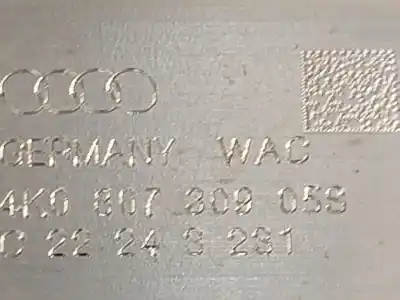 GERMANY WAC
4K0 807 309 05S
C 22 24 3 231